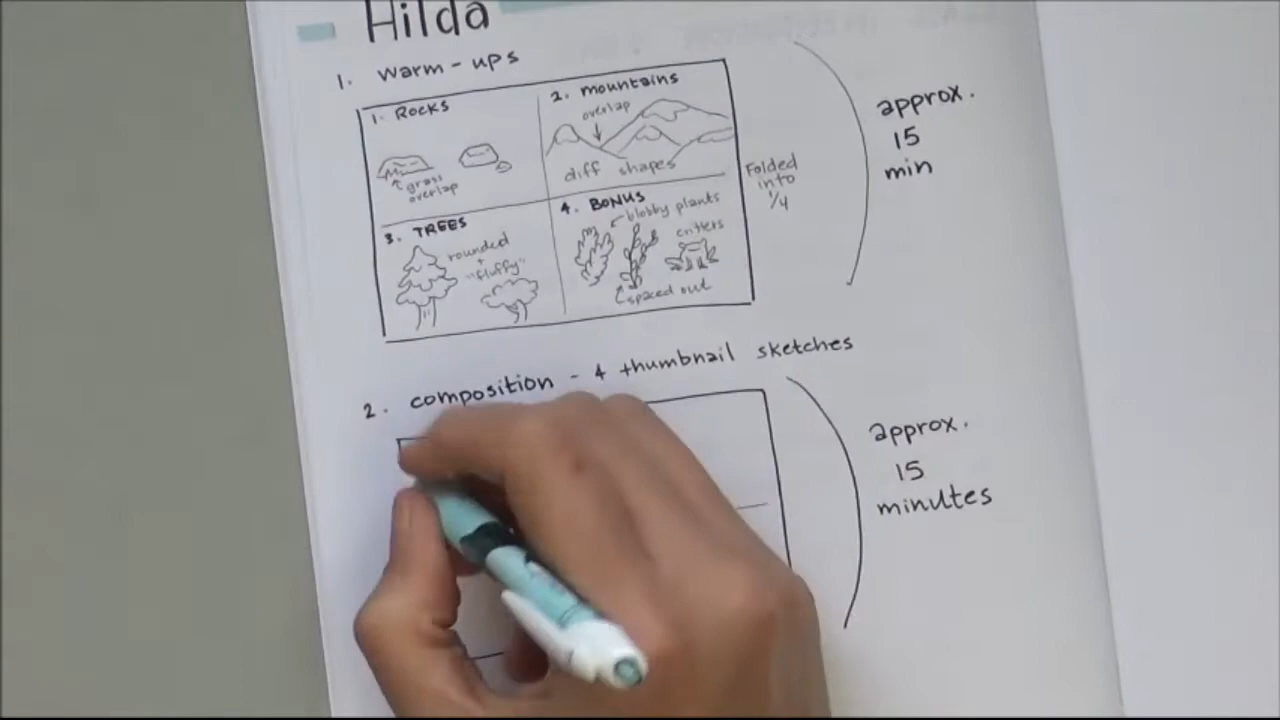 Hilda
1. warm-ups
1. ROCKS
grass
overlap
2. mountains
overlap
diff shapes
3. TREES
rounded
+
"fluffy"
4. BONUS
blobby plants
critters
spaced out
Folded
into
1/4
approx.
15
min
2. composition - 4 thumbnail sketches
approx.
15
minutes